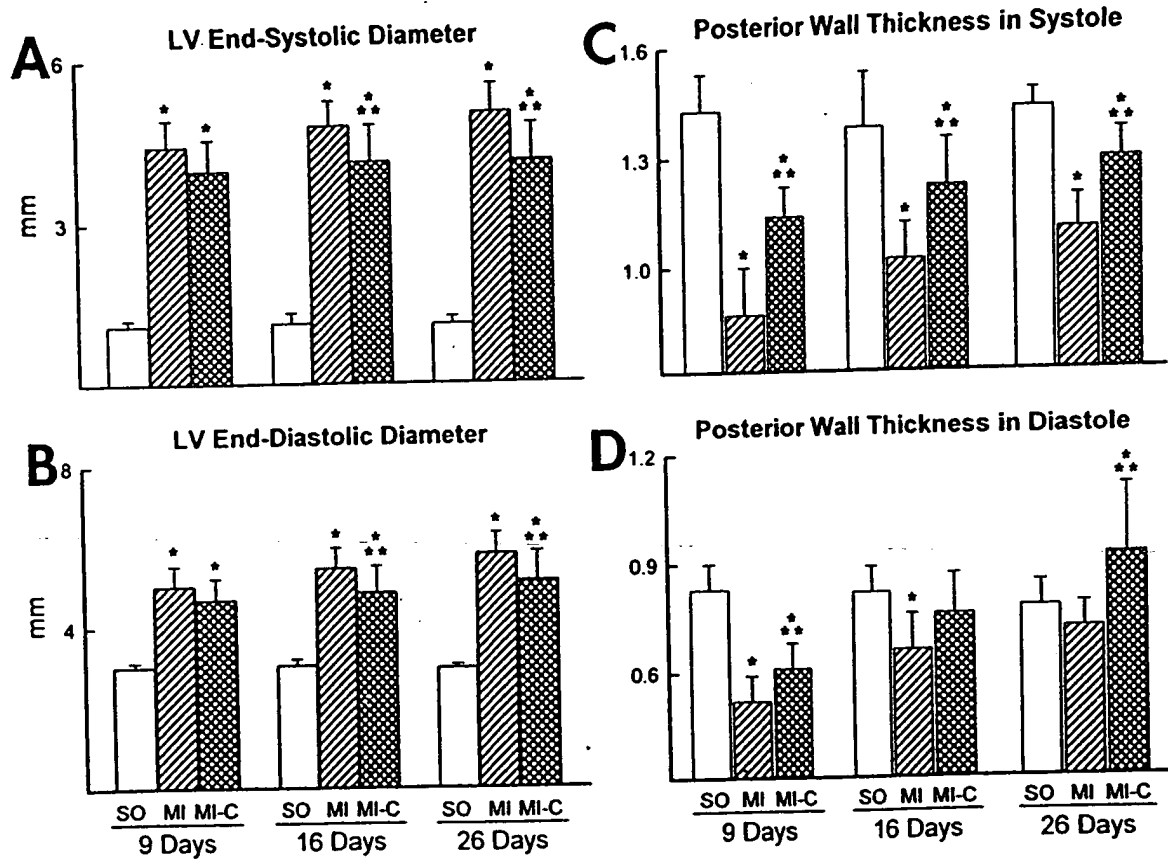 A
LV End-Systolic Diameter
6
3
mm
* * * * ** * * **
B
LV End-Diastolic Diameter
8
4
mm
* * * * ** * * **
SO MI MI-C SO MI MI-C SO MI MI-C
9 Days 16 Days 26 Days
C
Posterior Wall Thickness in Systole
1.6
1.3
1.0
* * ** * * ** * * **
D
Posterior Wall Thickness in Diastole
1.2
0.9
0.6
* * ** * * **
SO MI MI-C SO MI MI-C SO MI MI-C
9 Days 16 Days 26 Days